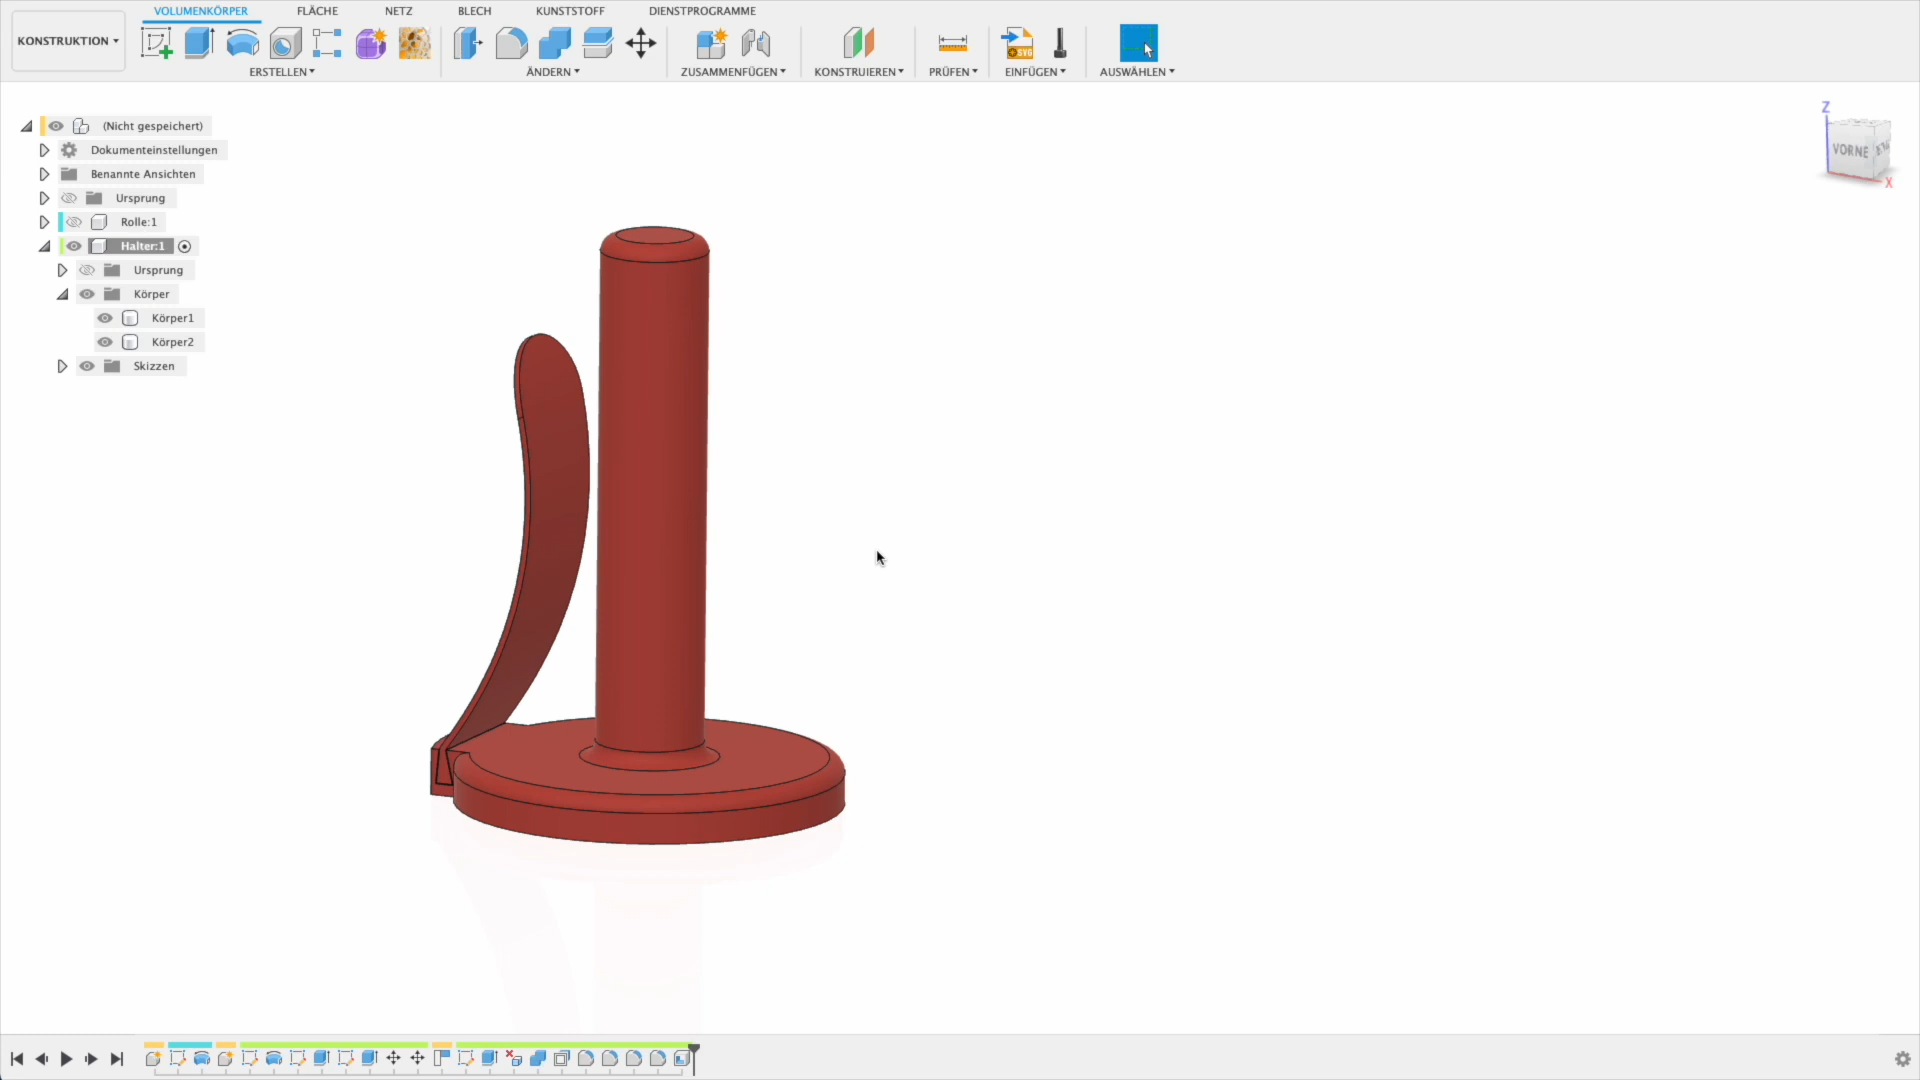 VOLUMENKÖRPER FLÄCHE NETZ BLECH KUNSTSTOFF DIENSTPROGRAMME
KONSTRUKTION
SVG
ERSTELLEN ÄNDERN ZUSAMMENFÜGEN KONSTRUIEREN PRÜFEN EINFÜGEN AUSWÄHLEN
Z
VORNE
X
(Nicht gespeichert)
Dokumenteinstellungen
Benannte Ansichten
Ursprung
Rolle:1
Halter:1
Ursprung
Körper
Körper1
Körper2
Skizzen